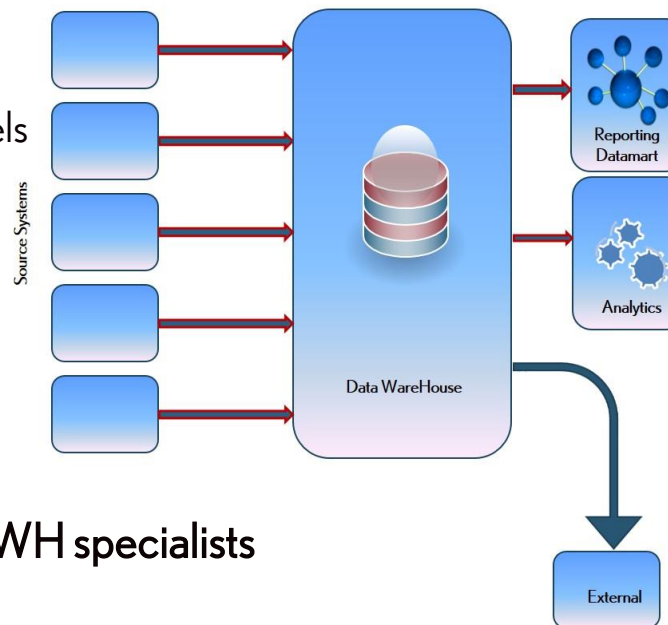 els
Source Systems
Reporting
Datamart
Analytics
Data WareHouse
WH specialists
External